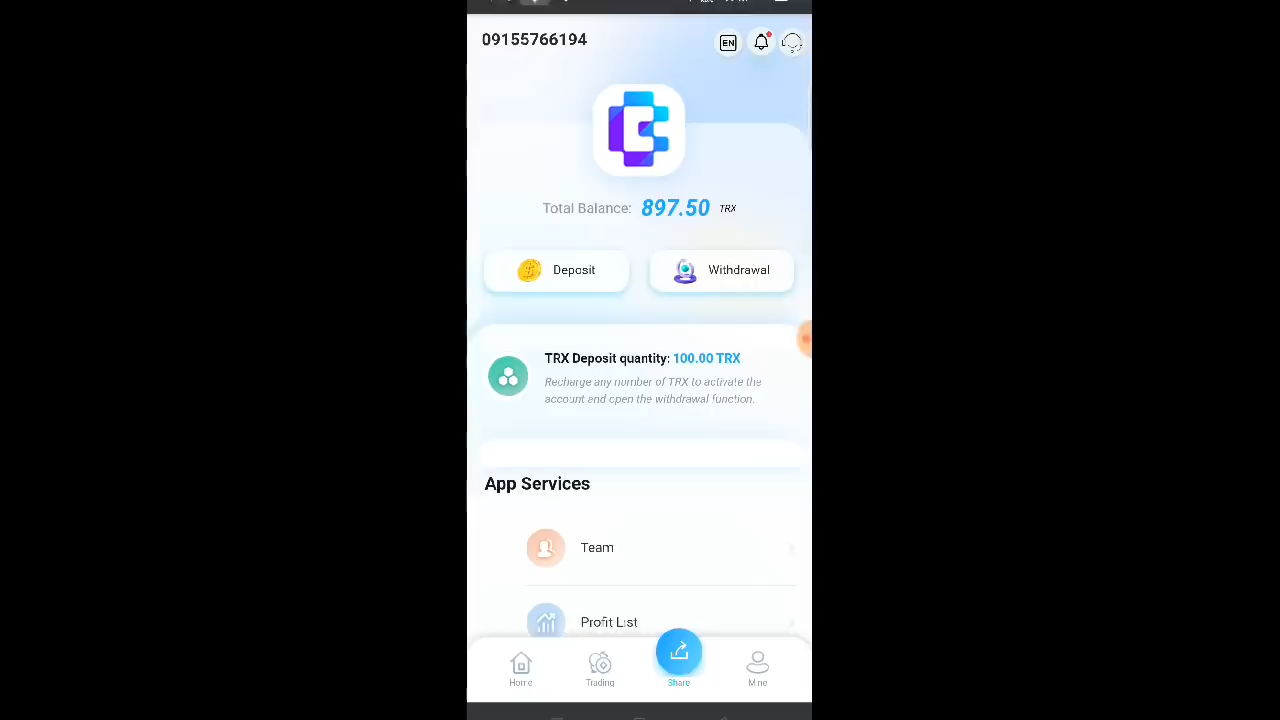 09155766194
EN
Total Balance: 897.50 TRX
Deposit
Withdrawal
TRX Deposit quantity: 100.00 TRX
Recharge any number of TRX to activate the
account and open the withdrawal function.
App Services
Team
Profit List
Home
Trading
Share
Mine